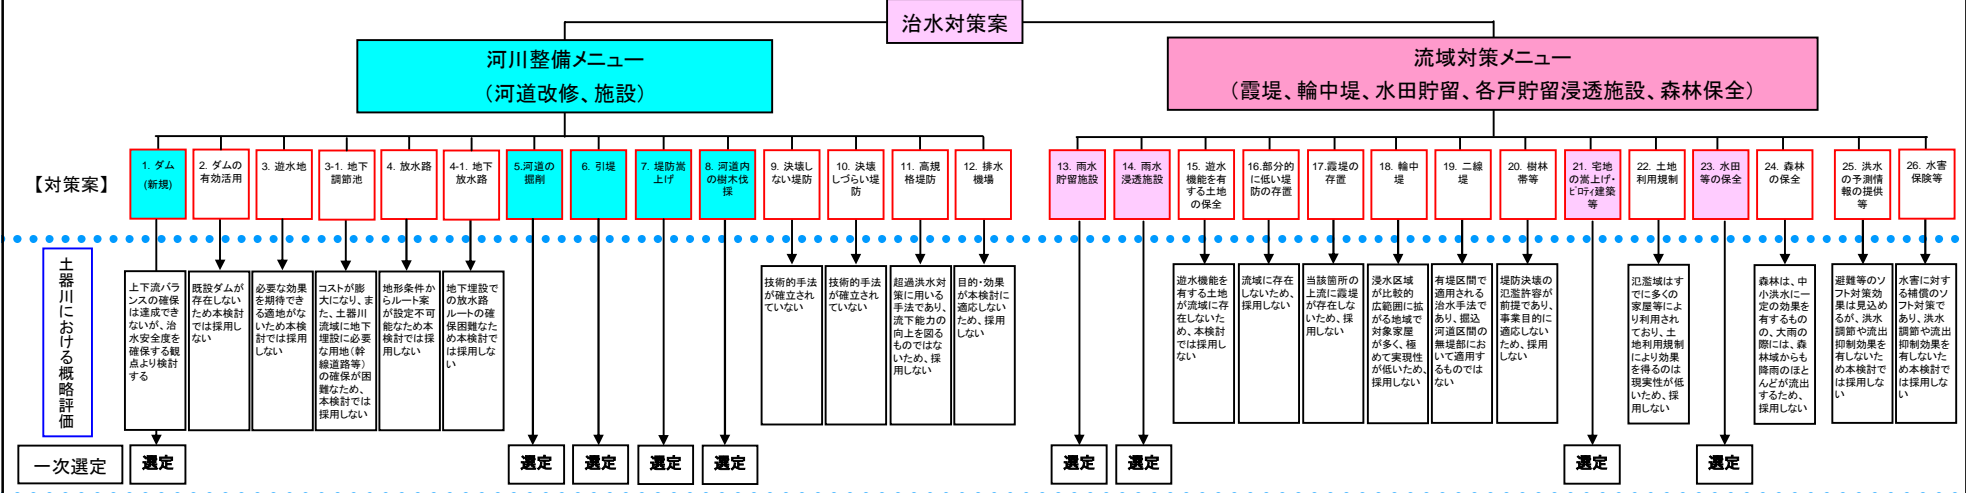 治水対策案
河川整備メニュー
（河道改修、施設）
流域対策メニュー
（霞堤、輪中堤、水田貯留、各戸貯留浸透施設、森林保全）
【対策案】
1. ダム
(新規)
2. ダムの
有効活用
3. 遊水地
3-1. 地下
調節池
4. 放水路
4-1. 地下
放水路
5.河道の
掘削
6. 引堤
7. 堤防嵩
上げ
8. 河道内
の樹木伐
採
9. 決壊し
ない堤防
10. 決壊
しづらい堤
防
11. 高規
格堤防
12. 排水
機場
13. 雨水
貯留施設
14. 雨水
浸透施設
15. 遊水
機能を有
する土地
の保全
16.部分的
に低い堤
防の存置
17.霞堤の
存置
18. 輪中
堤
19. 二線
堤
20. 樹林
帯等
21. 宅地
の嵩上げ・
ピロティ建築
等
22. 土地
利用規制
23. 水田
等の保全
24. 森林
の保全
25. 洪水
の予測情
報の提供
等
26. 水害
保険等
土器川における概略評価
上下流バラ
ンスの確保
は達成でき
ないが、治
水安全度を
確保する観
点より検討
する
既設ダムが
存在しない
ため本検討
では採用し
ない
必要な効果
を期待でき
る適地がな
いため本検
討では採用
しない
コストが膨
大になり、ま
た、土器川
流域に地下
埋設に必要
な用地(幹
線道路等)
の確保が困
難なため、
本検討では
採用しない
地形条件か
らルート案
が設定不可
能なため本
検討では採
用しない
地下埋設で
の放水路
ルートの確
保困難なた
め本検討で
は採用しな
い
技術的手法
が確立され
ていない
技術的手法
が確立され
ていない
超過洪水対
策に用いる
手法であり、
流下能力の
向上を図る
ものではな
いため、採
用しない
目的・効果
が本検討に
適応しない
ため、採用
しない
遊水機能を
有する土地
が流域に存
在しないた
め、本検討
では採用し
ない
流域に存在
しないため、
採用しない
当該箇所の
上流に霞堤
が存在しな
いため、採
用しない
浸水区域
が比較的
広範囲に拡
がる地域で
対象家屋
が多く、極
めて実現性
が低いため、
採用しない
有堤区間で
適用される
治水手法で
あり、掘込
河道区間の
無堤部にお
いて適用す
るものではな
い
堤防決壊の
氾濫許容が
前提であり、
事業目的に
適応しない
ため、採用
しない
氾濫域はす
でに多くの
家屋等によ
り利用され
ており、土
地利用規制
により効果
を得るのは
現実性が低
いため、採
用しない
森林は、中
小洪水に一
定の効果を
有するもの
の、大雨の
際には、森
林域からも
降雨のほと
んどが流出
するため、
採用しない
避難等のソ
フト対策効
果は見込め
るが、洪水
調節や流出
抑制効果を
有しないた
め本検討で
は採用しな
い
水害に対す
る補償のソ
フト対策で
あり、洪水
調節や流出
抑制効果を
有しないた
め本検討で
は採用しな
い
一次選定
選定
選定
選定
選定
選定
選定
選定
選定
選定